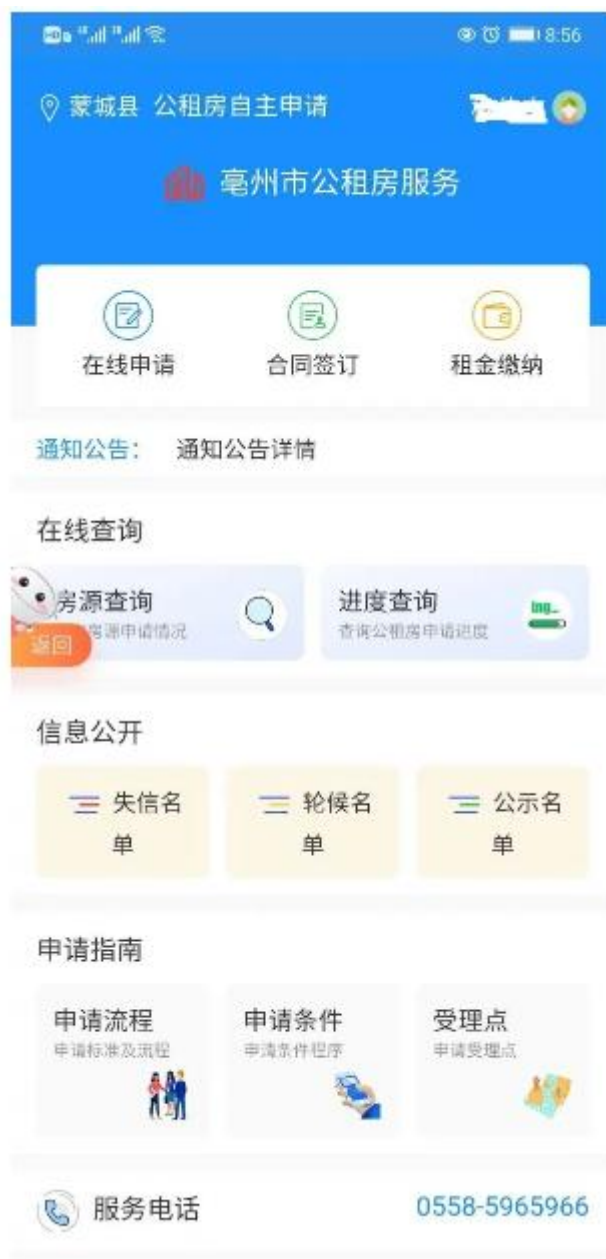 8:56
蒙城县 公租房自主申请
亳州市公租房服务
在线申请 合同签订 租金缴纳
通知公告： 通知公告详情
在线查询
房源查询 进度查询
房源申请情况 查询公租房申请进度
返回
信息公开
失信名单 轮候名单 公示名单
申请指南
申请流程 申请条件 受理点
申请标准及流程 申请条件程序 申请受理点
服务电话 0558-5965966